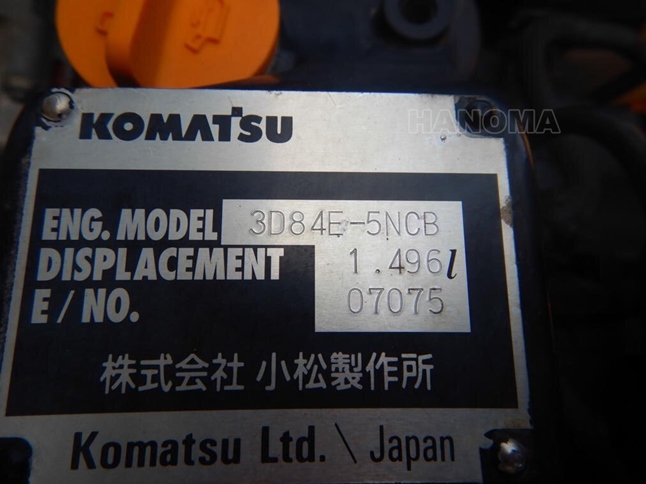 KOMATSU
HANOMA
ENG. MODEL 3D84E-5NCB
DISPLACEMENT 1.496l
E / NO. 07075
株式会社 小松製作所
Komatsu Ltd. \ Japan